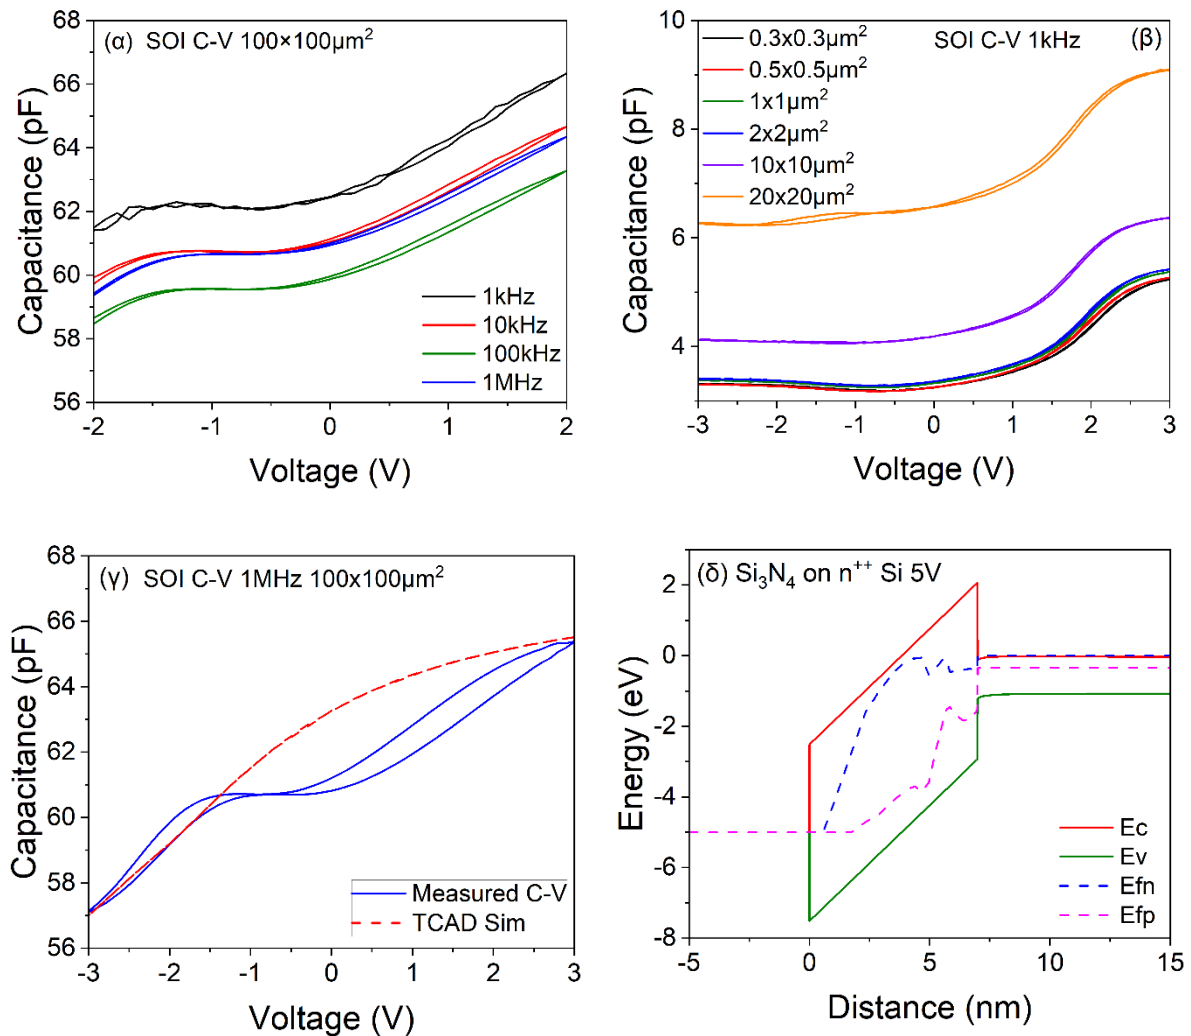 (α) SOI C-V 100×100μm²
Capacitance (pF)
68
66
64
62
60
58
56
1kHz
10kHz
100kHz
1MHz
-2
-1
0
1
2
Voltage (V)
SOI C-V 1kHz (β)
Capacitance (pF)
10
8
6
4
0.3x0.3μm²
0.5x0.5μm²
1x1μm²
2x2μm²
10x10μm²
20x20μm²
-3
-2
-1
0
1
2
3
Voltage (V)
(γ) SOI C-V 1MHz 100x100μm²
Capacitance (pF)
68
66
64
62
60
58
56
Measured C-V
TCAD Sim
-3
-2
-1
0
1
2
3
Voltage (V)
(δ) Si₃N₄ on n⁺⁺ Si 5V
Energy (eV)
2
0
-2
-4
-6
-8
Ec
Ev
Efn
Efp
-5
0
5
10
15
Distance (nm)